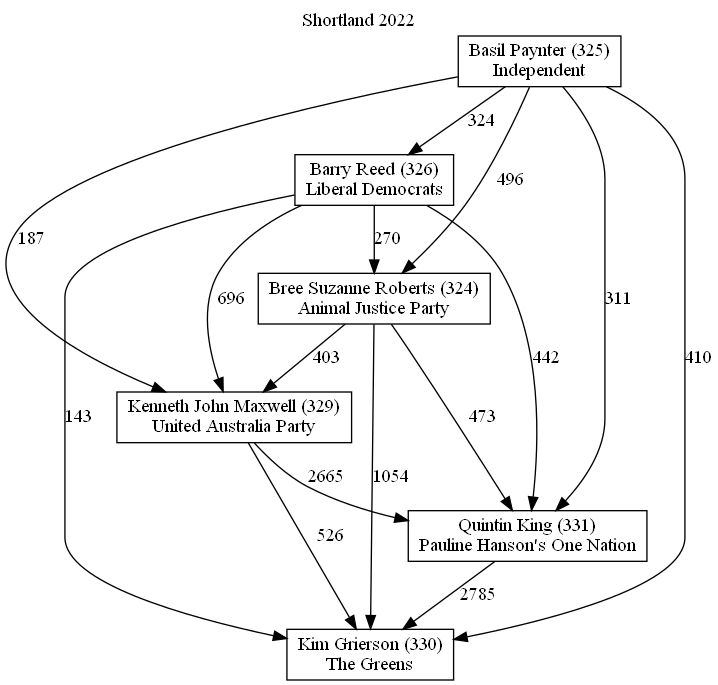 Shortland 2022
Basil Paynter (325)
Independent
324
Barry Reed (326)
Liberal Democrats
496
187
270
Bree Suzanne Roberts (324)
Animal Justice Party
696
311
403
442
410
Kenneth John Maxwell (329)
United Australia Party
143
473
2665
1054
Quintin King (331)
Pauline Hanson's One Nation
526
2785
Kim Grierson (330)
The Greens